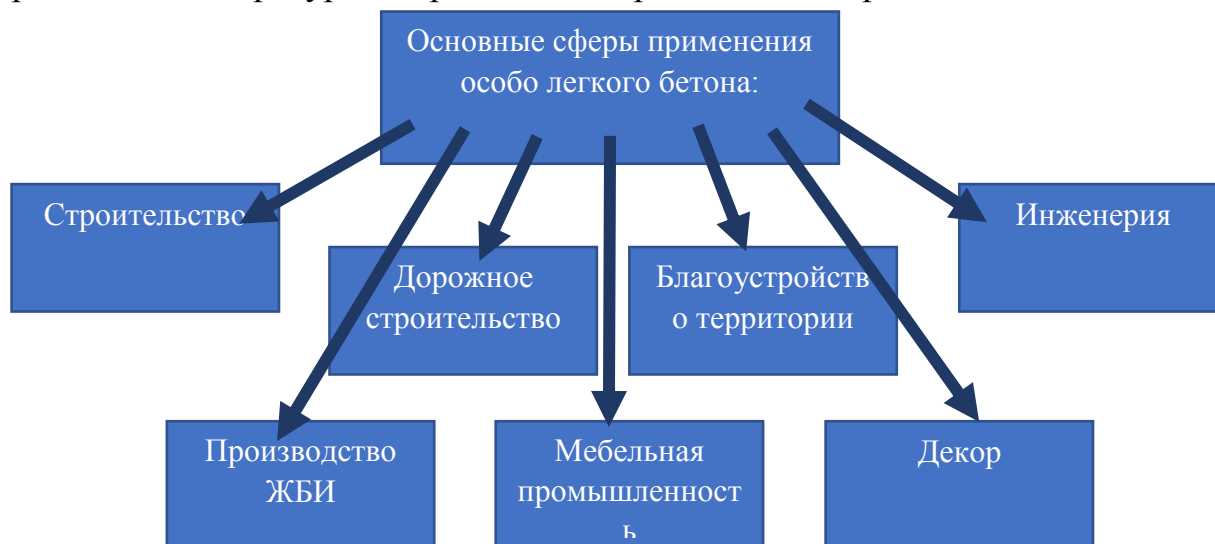 Основные сферы применения
особо легкого бетона:
Строительство
Инженерия
Дорожное
строительство
Благоустройств
о территории
Производство
ЖБИ
Мебельная
промышленност
ь
Декор